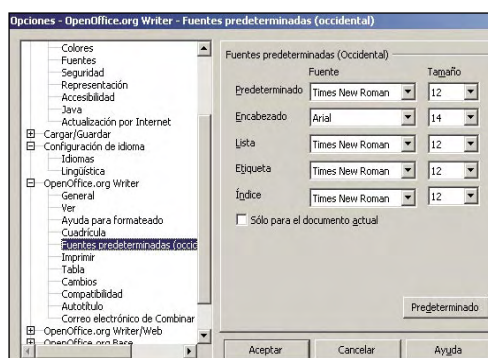 Opciones - OpenOffice.org Writer - Fuentes predeterminadas (occidental)
Colores
Fuentes
Seguridad
Representación
Accesibilidad
Java
Actualización por Internet
Cargar/Guardar
Configuración de idioma
Idiomas
Lingüística
OpenOffice.org Writer
General
Ver
Ayuda para formateado
Cuadrícula
Fuentes predeterminadas (occid
Imprimir
Tabla
Cambios
Compatibilidad
Autotítulo
Correo electrónico de Combinar
OpenOffice.org Writer/Web
OpenOffice.org Base
Fuentes predeterminadas (Occidental)
Fuente Tamaño
Predeterminado Times New Roman 12
Encabezado Arial 14
Lista Times New Roman 12
Etiqueta Times New Roman 12
Índice Times New Roman 12
Sólo para el documento actual
Predeterminado
Aceptar Cancelar Ayuda